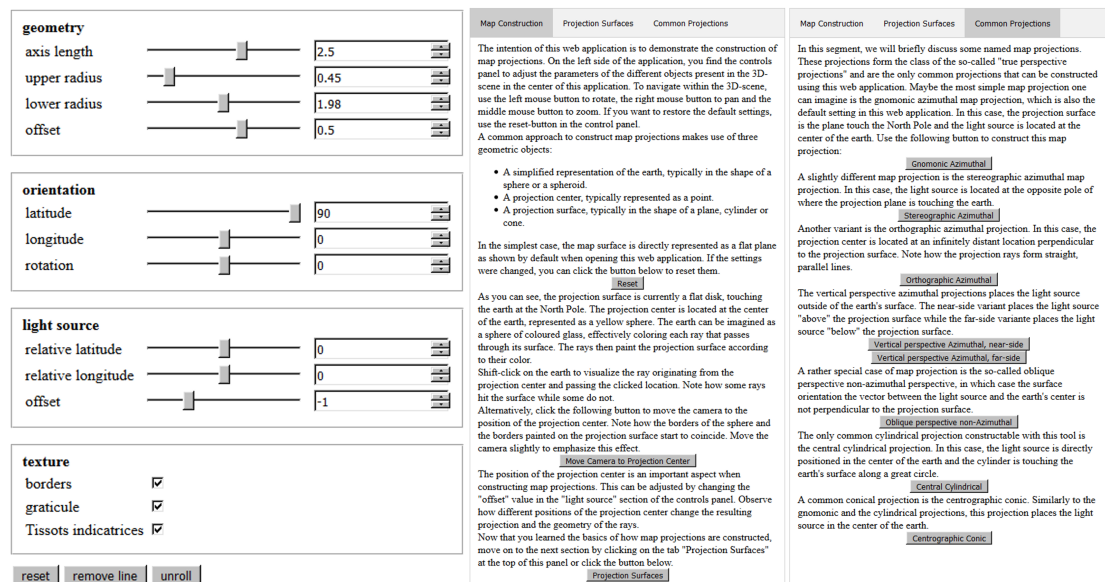 geometry
axis length 2.5
upper radius 0.45
lower radius 1.98
offset 0.5
orientation
latitude 90
longitude 0
rotation 0
light source
relative latitude 0
relative longitude 0
offset -1
texture
borders
graticule
Tissots indicatrices
reset remove line unroll
Map Construction Projection Surfaces Common Projections
The intention of this web application is to demonstrate the construction of
map projections. On the left side of the application, you find the controls
panel to adjust the parameters of the different objects present in the 3D-
scene in the center of this application. To navigate within the 3D-scene,
use the left mouse button to rotate, the right mouse button to pan and the
middle mouse button to zoom. If you want to restore the default settings,
use the reset-button in the control panel.
A common approach to construct map projections makes use of three
geometric objects:
• A simplified representation of the earth, typically in the shape of a
sphere or a spheroid.
• A projection center, typically represented as a point.
• A projection surface, typically in the shape of a plane, cylinder or
cone.
In the simplest case, the map surface is directly represented as a flat plane
as shown by default when opening this web application. If the settings
were changed, you can click the button below to reset them.
Reset
As you can see, the projection surface is currently a flat disk, touching
the earth at the North Pole. The projection center is located at the center
of the earth, represented as a yellow sphere. The earth can be imagined as
a sphere of coloured glass, effectively coloring each ray that passes
through its surface. The rays then paint the projection surface according
to their color.
Shift-click on the earth to visualize the ray originating from the
projection center and passing the clicked location. Note how some rays
hit the surface while some do not.
Alternatively, click the following button to move the camera to the
position of the projection center. Note how the borders of the sphere and
the borders painted on the projection surface start to coincide. Move the
camera slightly to emphasize this effect.
Move Camera to Projection Center
The position of the projection center is an important aspect when
constructing map projections. This can be adjusted by changing the
"offset" value in the "light source" section of the controls panel. Observe
how different positions of the projection center change the resulting
projection and the geometry of the rays.
Now that you learned the basics of how map projections are constructed,
move on to the next section by clicking on the tab "Projection Surfaces"
at the top of this panel or click the button below.
Projection Surfaces
Map Construction Projection Surfaces Common Projections
In this segment, we will briefly discuss some named map projections.
These projections form the class of the so-called "true perspective
projections" and are the only common projections that can be constructed
using this web application. Maybe the most simple map projection one
can imagine is the gnomonic azimuthal map projection, which is also the
default setting in this web application. In this case, the projection surface
is the plane touch the North Pole and the light source is located at the
center of the earth. Use the following button to construct this map
projection:
Gnomonic Azimuthal
A slightly different map projection is the stereographic azimuthal map
projection. In this case, the light source is located at the opposite pole of
where the projection plane is touching the earth.
Stereographic Azimuthal
Another variant is the orthographic azimuthal projection. In this case, the
projection center is located at an infinitely distant location perpendicular
to the projection surface. Note how the projection rays form straight,
parallel lines.
Orthographic Azimuthal
The vertical perspective azimuthal projections places the light source
outside of the earth's surface. The near-side variant places the light source
"above" the projection surface while the far-side variante places the light
source "below" the projection surface.
Vertical perspective Azimuthal, near-side
Vertical perspective Azimuthal, far-side
A rather special case of map projection is the so-called oblique
perspective non-azimuthal perspective, in which case the surface
orientation the vector between the light source and the earth's center is
not perpendicular to the projection surface.
Oblique perspective non-Azimuthal
The only common cylindrical projection constructable with this tool is
the central cylindrical projection. In this case, the light source is directly
positioned in the center of the earth and the cylinder is touching the
earth's surface along a great circle.
Central Cylindrical
A common conical projection is the centrographic conic. Similarly to the
gnomonic and the cylindrical projections, this projection places the light
source in the center of the earth.
Centrographic Conic